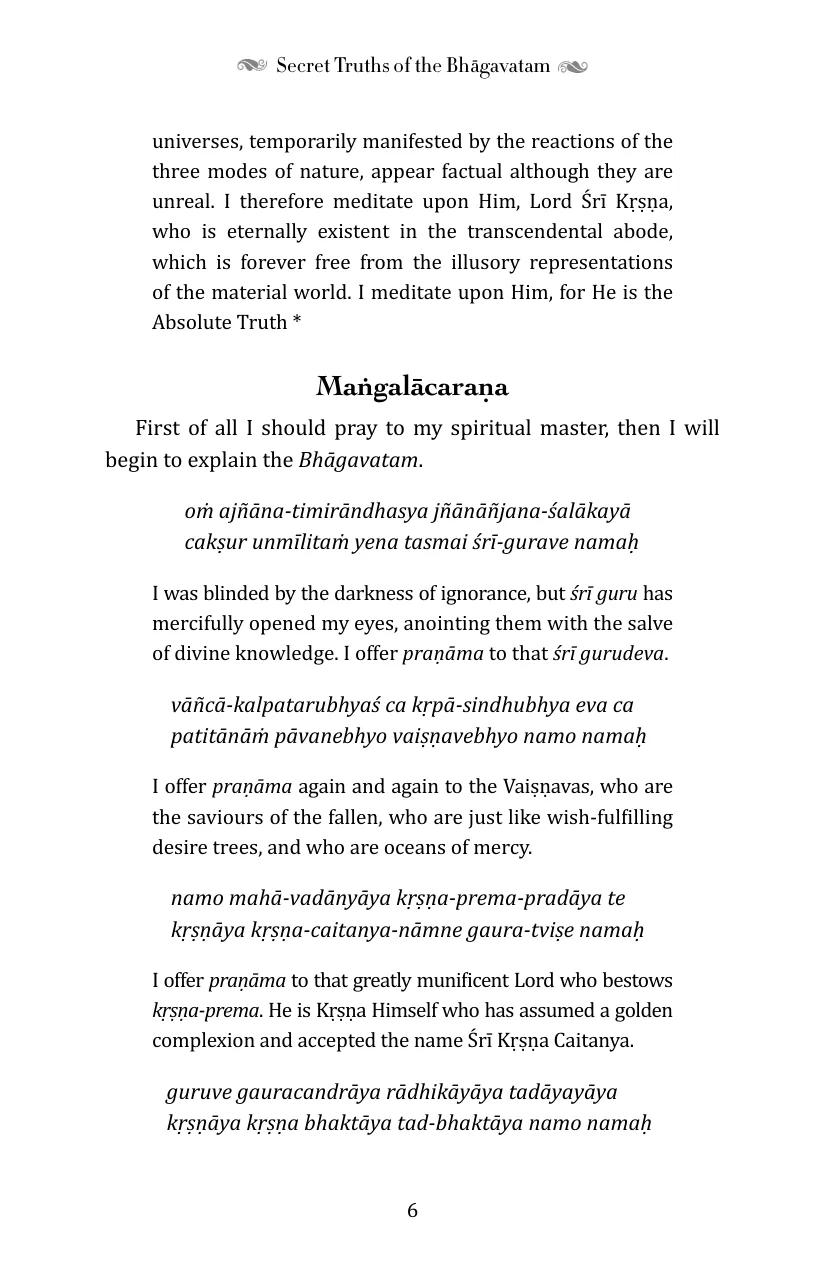 Secret Truths of the Bhāgavatam
universes, temporarily manifested by the reactions of the
three modes of nature, appear factual although they are
unreal. I therefore meditate upon Him, Lord Śrī Kṛṣṇa,
who is eternally existent in the transcendental abode,
which is forever free from the illusory representations
of the material world. I meditate upon Him, for He is the
Absolute Truth *
Maṅgalācaraṇa
First of all I should pray to my spiritual master, then I will
begin to explain the Bhāgavatam.
oṁ ajñāna-timirāndhasya jñānāñjana-śalākayā
cakṣur unmīlitaṁ yena tasmai śrī-gurave namaḥ
I was blinded by the darkness of ignorance, but śrī guru has
mercifully opened my eyes, anointing them with the salve
of divine knowledge. I offer praṇāma to that śrī gurudeva.
vāñcā-kalpatarubhyaś ca kṛpā-sindhubhya eva ca
patitānāṁ pāvanebhyo vaiṣṇavebhyo namo namaḥ
I offer praṇāma again and again to the Vaiṣṇavas, who are
the saviours of the fallen, who are just like wish-fulfilling
desire trees, and who are oceans of mercy.
namo mahā-vadānyāya kṛṣṇa-prema-pradāya te
kṛṣṇāya kṛṣṇa-caitanya-nāmne gaura-tviṣe namaḥ
I offer praṇāma to that greatly munificent Lord who bestows
kṛṣṇa-prema. He is Kṛṣṇa Himself who has assumed a golden
complexion and accepted the name Śrī Kṛṣṇa Caitanya.
guruve gauracandrāya rādhikāyāya tadāyayāya
kṛṣṇāya kṛṣṇa bhaktāya tad-bhaktāya namo namaḥ
6